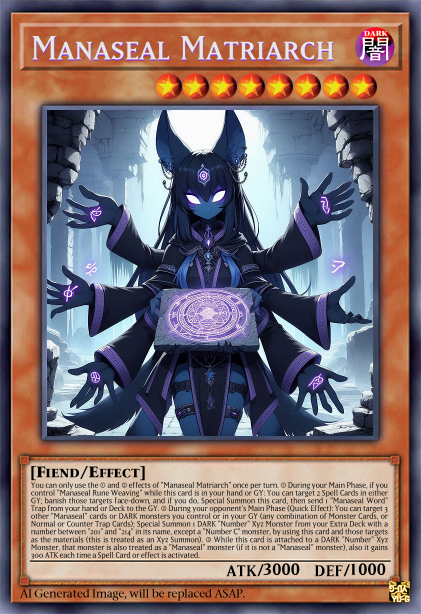 MANASEAL MATRIARCH
DARK
闇
[FIEND/EFFECT]
You can only use the ① and ② effects of "Manaseal Matriarch" once per turn. ① During your Main Phase, if you
control "Manaseal Rune Weaving" while this card is in your hand or GY: You can target 2 Spell Cards in either
GY; banish those targets face-down, and if you do, Special Summon this card, then send 1 "Manaseal Word"
Trap from your hand or Deck to the GY. ② During your opponent's Main Phase (Quick Effect): You can target 3
other "Manaseal" cards or DARK monsters you control or in your GY (any combination of Monster Cards, or
Normal or Counter Trap Cards); Special Summon 1 DARK "Number" Xyz Monster from your Extra Deck with a
number between "201" and "214" in its name, except a "Number C" monster, by using this card and those targets
as the materials (this is treated as an Xyz Summon). ③ While this card is attached to a DARK "Number" Xyz
Monster, that monster is also treated as a "Manaseal" monster (if it is not a "Manaseal" monster), also it gains
300 ATK each time a Spell Card or effect is activated.
ATK/3000 DEF/1000
AI Generated Image, will be replaced ASAP.